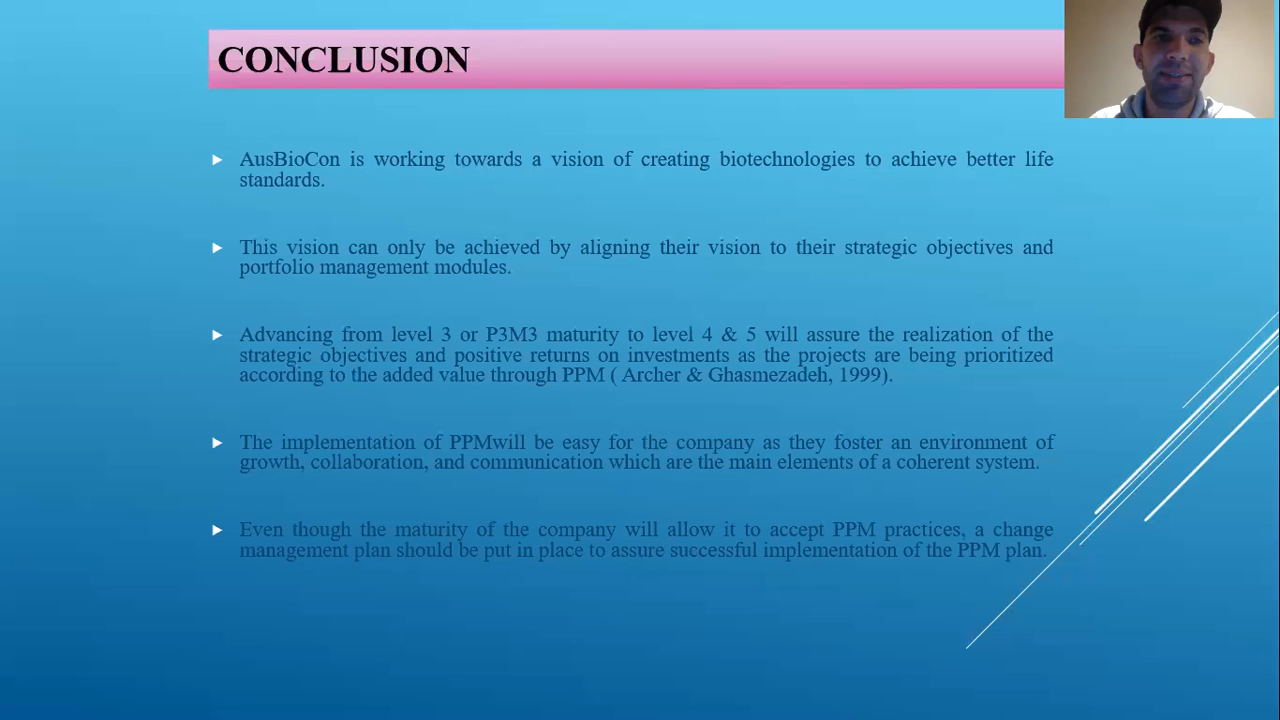 CONCLUSION
AusBioCon is working towards a vision of creating biotechnologies to achieve better life
standards.
This vision can only be achieved by aligning their vision to their strategic objectives and
portfolio management modules.
Advancing from level 3 or P3M3 maturity to level 4 & 5 will assure the realization of the
strategic objectives and positive returns on investments as the projects are being prioritized
according to the added value through PPM ( Archer & Ghasmezadeh, 1999).
The implementation of PPMwill be easy for the company as they foster an environment of
growth, collaboration, and communication which are the main elements of a coherent system.
Even though the maturity of the company will allow it to accept PPM practices, a change
management plan should be put in place to assure successful implementation of the PPM plan.